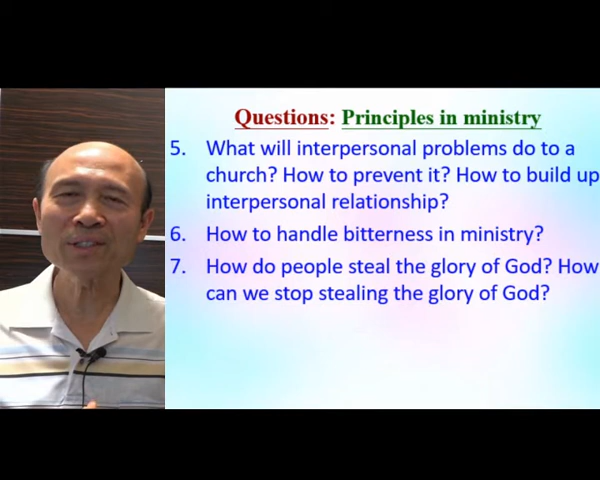 Questions: Principles in ministry
5. What will interpersonal problems do to a
church? How to prevent it? How to build up
interpersonal relationship?
6. How to handle bitterness in ministry?
7. How do people steal the glory of God? How
can we stop stealing the glory of God?